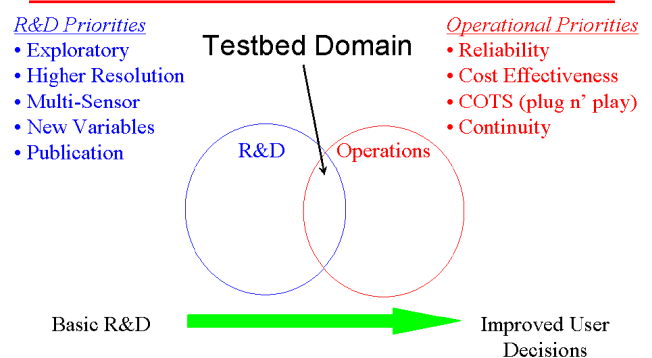 R&D Priorities
• Exploratory
• Higher Resolution
• Multi-Sensor
• New Variables
• Publication
Testbed Domain
Operational Priorities
• Reliability
• Cost Effectiveness
• COTS (plug n’ play)
• Continuity
R&D
Operations
Basic R&D
Improved User
Decisions